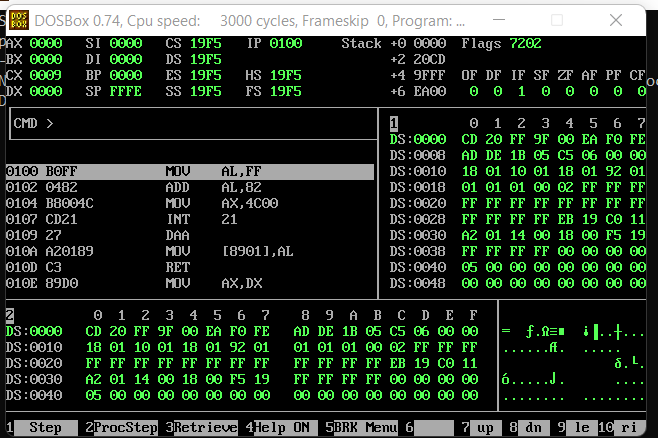 DOSBox 0.74, Cpu speed: 3000 cycles, Frameskip 0, Program: ...
AX 0000 SI 0000 CS 19F5 IP 0100 Stack +0 0000 Flags 7202
BX 0000 DI 0000 DS 19F5 +2 20CD
CX 0009 BP 0000 ES 19F5 HS 19F5 +4 9FFF OF DF IF SF ZF AF PF CF
DX 0000 SP FFFE SS 19F5 FS 19F5 +6 EA00 0 0 1 0 0 0 0 0
CMD >
1 0 1 2 3 4 5 6 7
DS:0000 CD 20 FF 9F 00 EA F0 FE
DS:0008 AD DE 1B 05 C5 06 00 00
0100 B0FF MOV AL,FF DS:0010 18 01 10 01 18 01 92 01
0102 0482 ADD AL,82 DS:0018 01 01 01 00 02 FF FF FF
0104 B8004C MOV AX,4C00 DS:0020 FF FF FF FF FF FF FF FF
0107 CD21 INT 21 DS:0028 FF FF FF FF EB 19 C0 11
0109 27 DAA DS:0030 A2 01 14 00 18 00 F5 19
010A A20189 MOV [8901],AL DS:0038 FF FF FF FF 00 00 00 00
010D C3 RET DS:0040 05 00 00 00 00 00 00 00
010E 89D0 MOV AX,DX DS:0048 00 00 00 00 00 00 00 00
2 0 1 2 3 4 5 6 7 8 9 A B C D E F
DS:0000 CD 20 FF 9F 00 EA F0 FE AD DE 1B 05 C5 06 00 00
DS:0010 18 01 10 01 18 01 92 01 01 01 01 00 02 FF FF FF
DS:0020 FF FF FF FF FF FF FF FF FF FF FF FF EB 19 C0 11
DS:0030 A2 01 14 00 18 00 F5 19 FF FF FF FF 00 00 00 00
DS:0040 05 00 00 00 00 00 00 00 00 00 00 00 00 00 00 00
1 Step 2 ProcStep 3 Retrieve 4 Help ON 5 BRK Menu 6 7 up 8 dn 9 le 10 ri